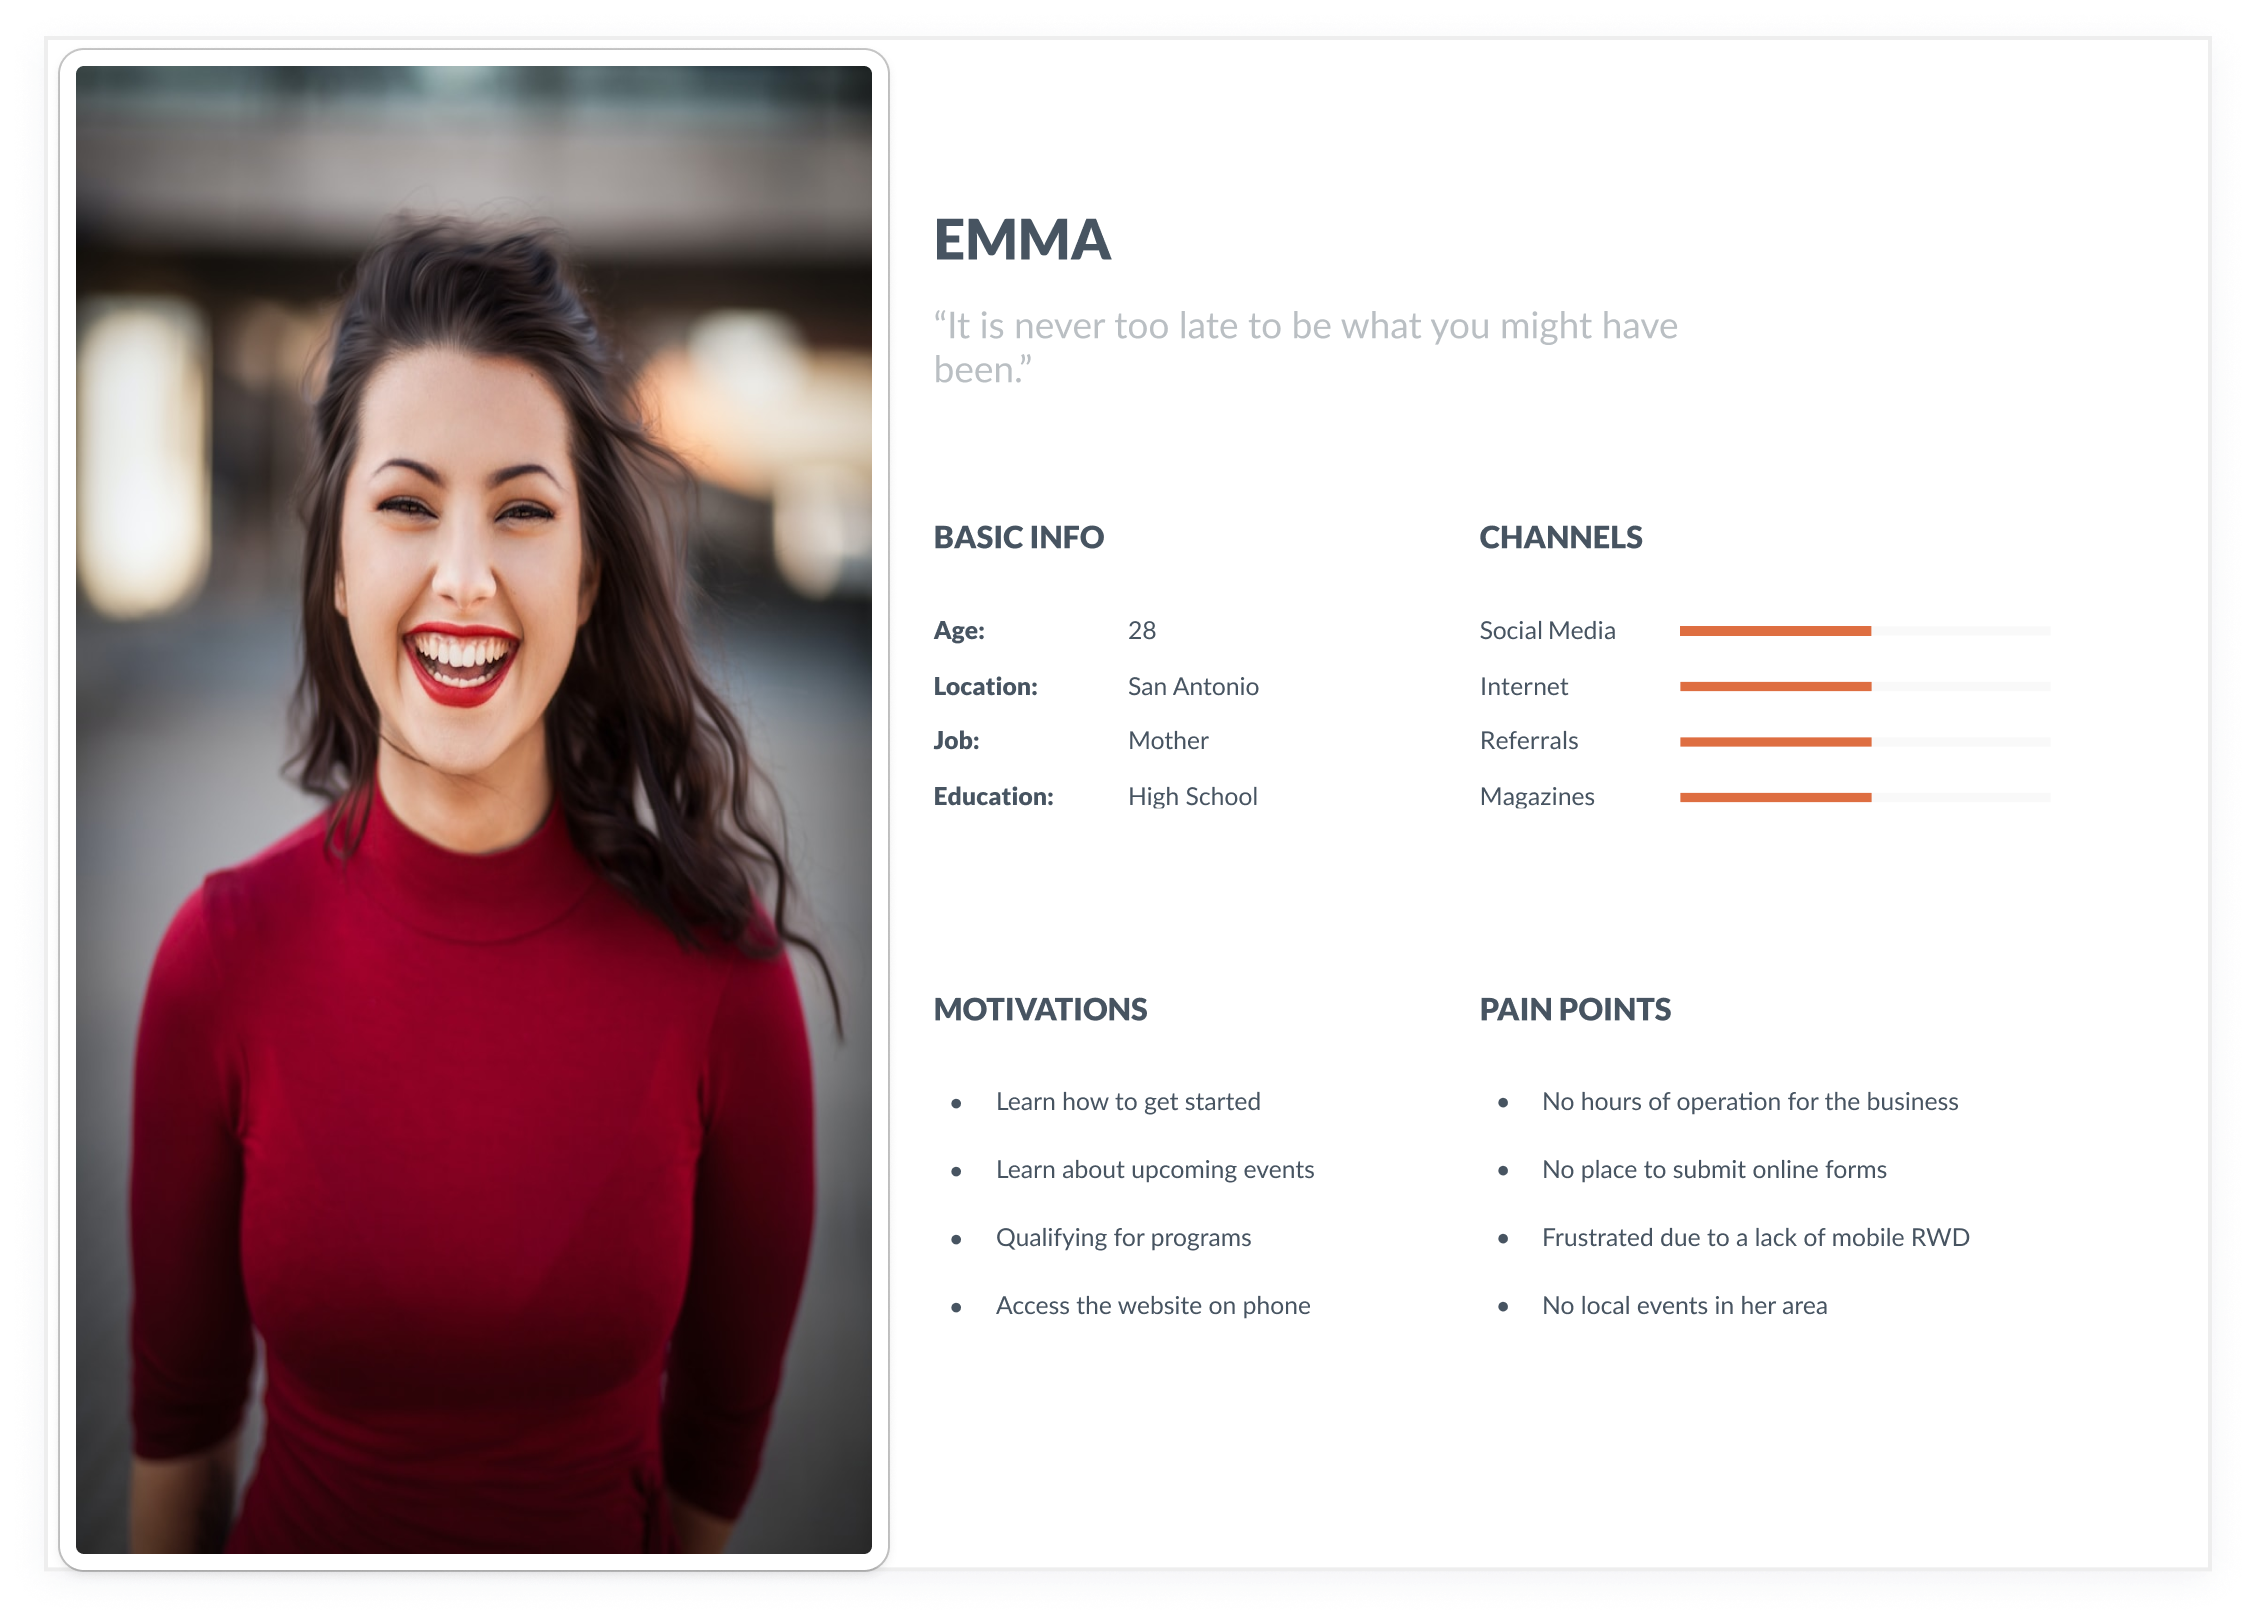 EMMA
“It is never too late to be what you might have
been.”
BASIC INFO
Age: 28
Location: San Antonio
Job: Mother
Education: High School
CHANNELS
Social Media
Internet
Referrals
Magazines
MOTIVATIONS
• Learn how to get started
• Learn about upcoming events
• Qualifying for programs
• Access the website on phone
PAIN POINTS
• No hours of operation for the business
• No place to submit online forms
• Frustrated due to a lack of mobile RWD
• No local events in her area